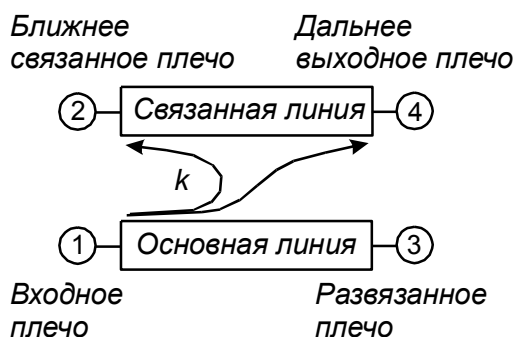 Ближнее
связанное плечо
Дальнее
выходное плечо
2
Связанная линия
4
k
1
Основная линия
3
Входное
плечо
Развязанное
плечо